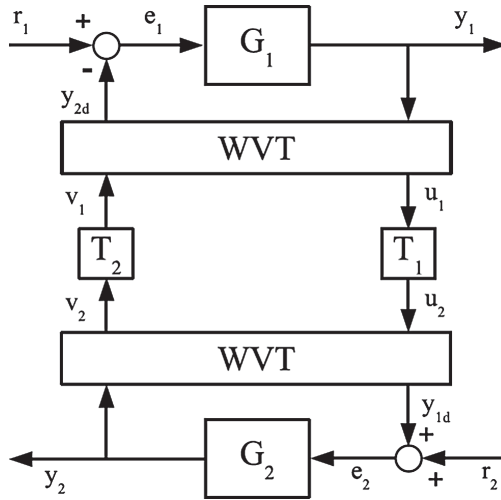 r₁ + e₁ G₁ y₁
-
y₂d
WVT
v₁ u₁
T₂ T₁
v₂ u₂
WVT
y₁d
+
y₂ G₂ e₂ + r₂